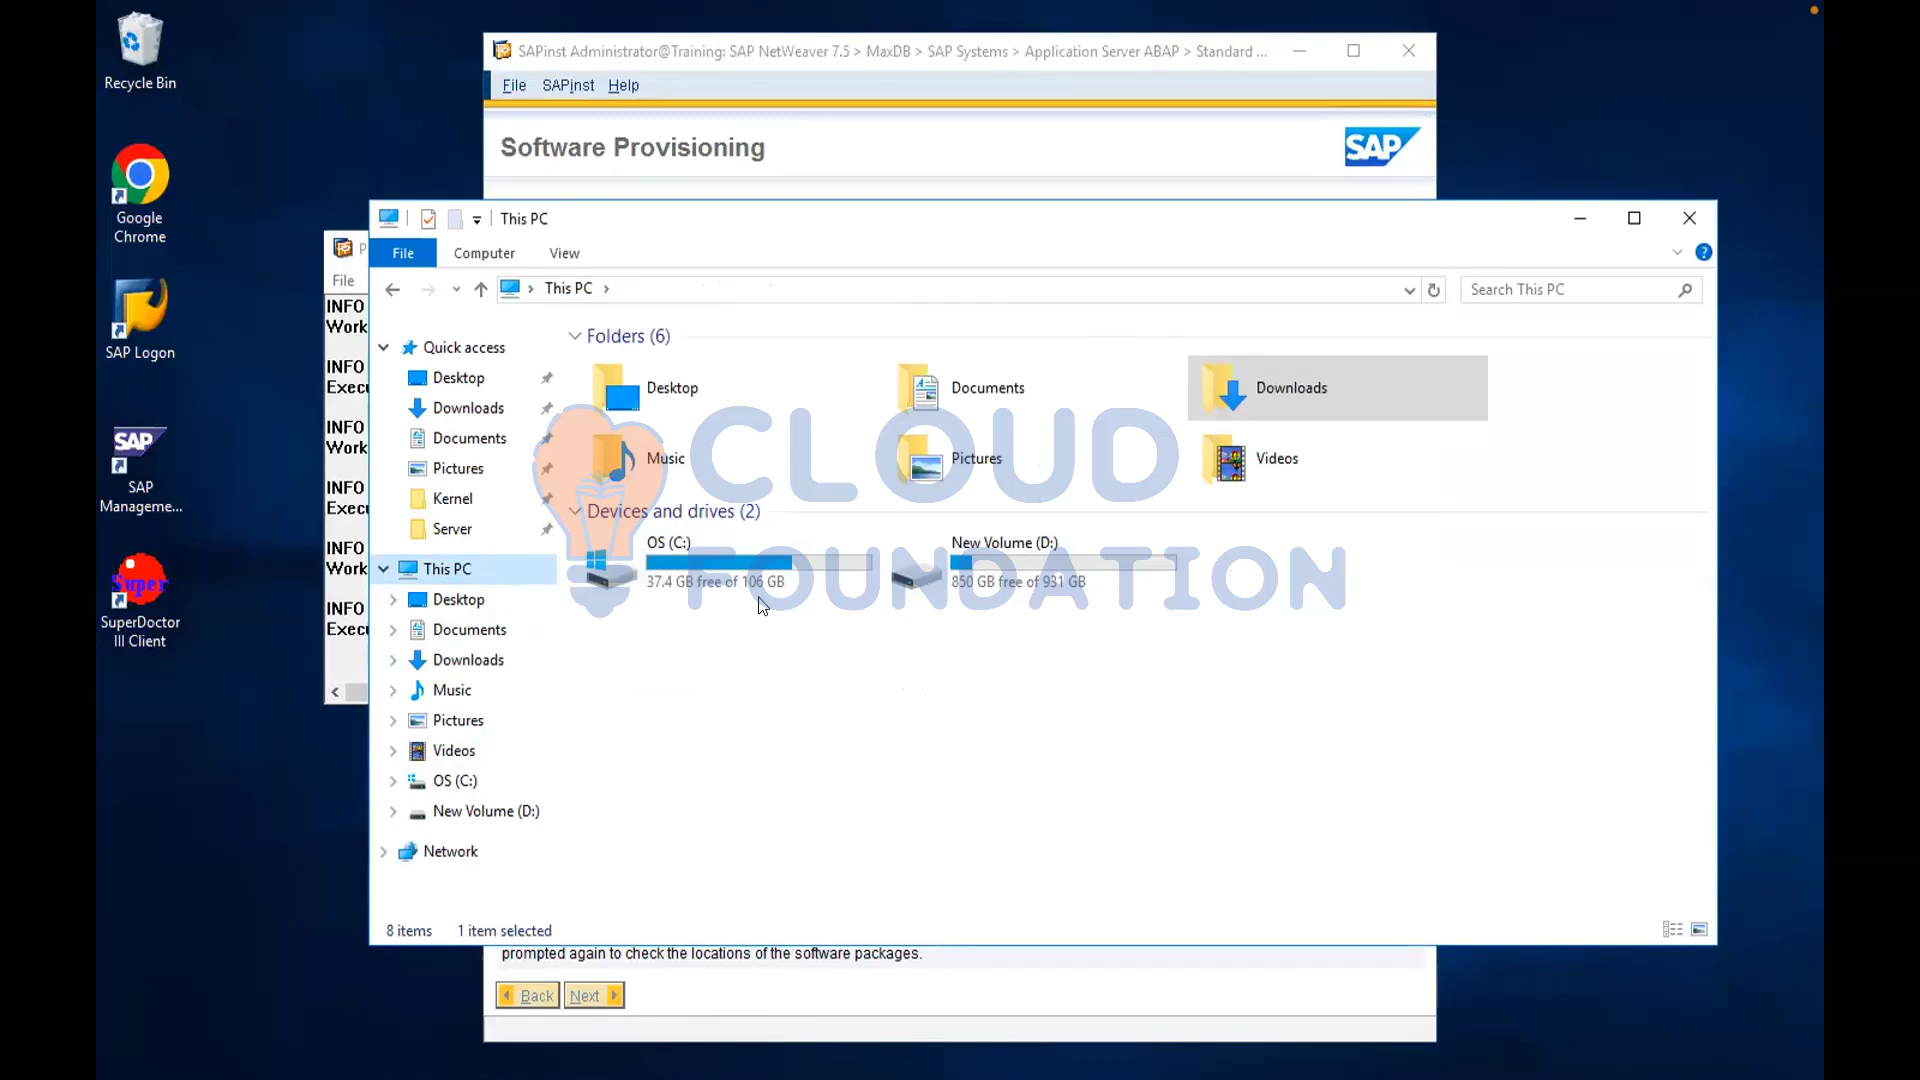 Recycle Bin
Google
Chrome
SAP Logon
SAP
SAP
Manageme...
Super
SuperDoctor
III Client
SAPinst Administrator@Training: SAP NetWeaver 7.5 > MaxDB > SAP Systems > Application Server ABAP > Standard ...
File SAPinst Help
Software Provisioning
SAP
File
INFO
Work
INFO
Execu
INFO
Work
INFO
Execu
INFO
Work
INFO
Execu
This PC
File Computer View
This PC
Search This PC
Quick access
Desktop
Downloads
Documents
Pictures
Kernel
Server
This PC
Desktop
Documents
Downloads
Music
Pictures
Videos
OS (C:)
New Volume (D:)
Network
Folders (6)
Desktop
Documents
Downloads
Music
Pictures
Videos
Devices and drives (2)
OS (C:)
37.4 GB free of 106 GB
New Volume (D:)
850 GB free of 931 GB
CLOUD
FOUNDATION
8 items 1 item selected
prompted again to check the locations of the software packages.
Back Next